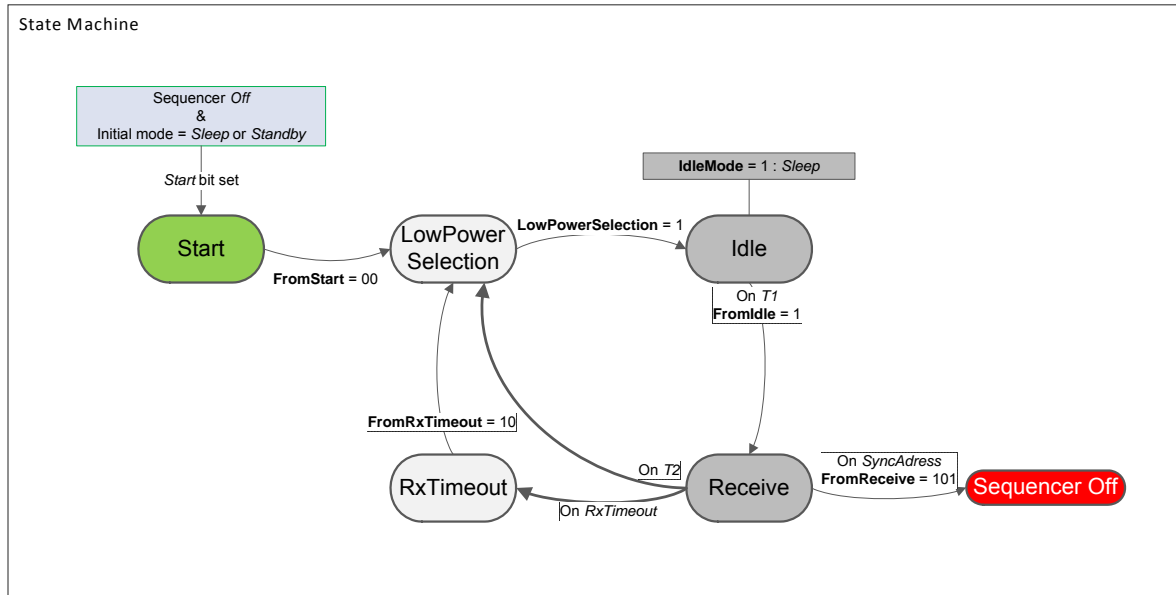 State Machine
Sequencer Off
&
Initial mode = Sleep or Standby
Start bit set
IdleMode = 1 : Sleep
Start
FromStart = 00
LowPower
Selection
LowPowerSelection = 1
Idle
On T1
FromIdle = 1
FromRxTimeout = 10
RxTimeout
On T2
On RxTimeout
Receive
On SyncAdress
FromReceive = 101
Sequencer Off